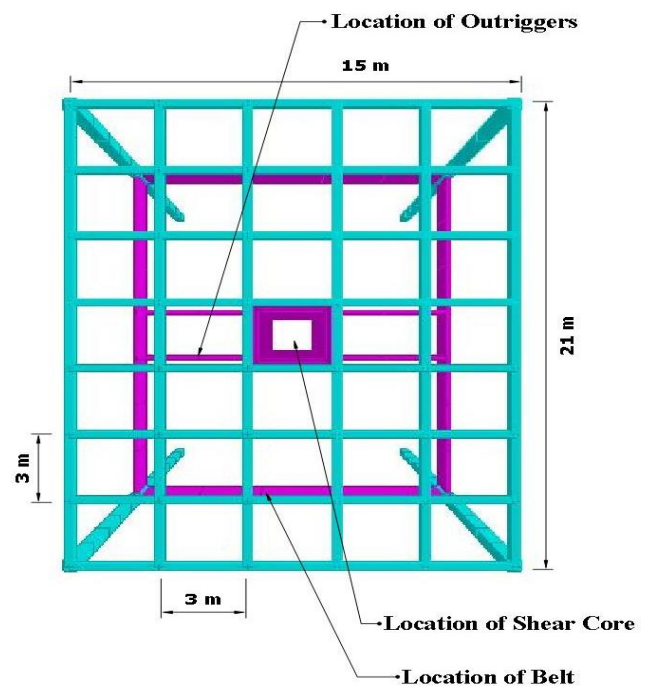 Location of Outriggers
15 m
21 m
3 m
3 m
Location of Shear Core
Location of Belt